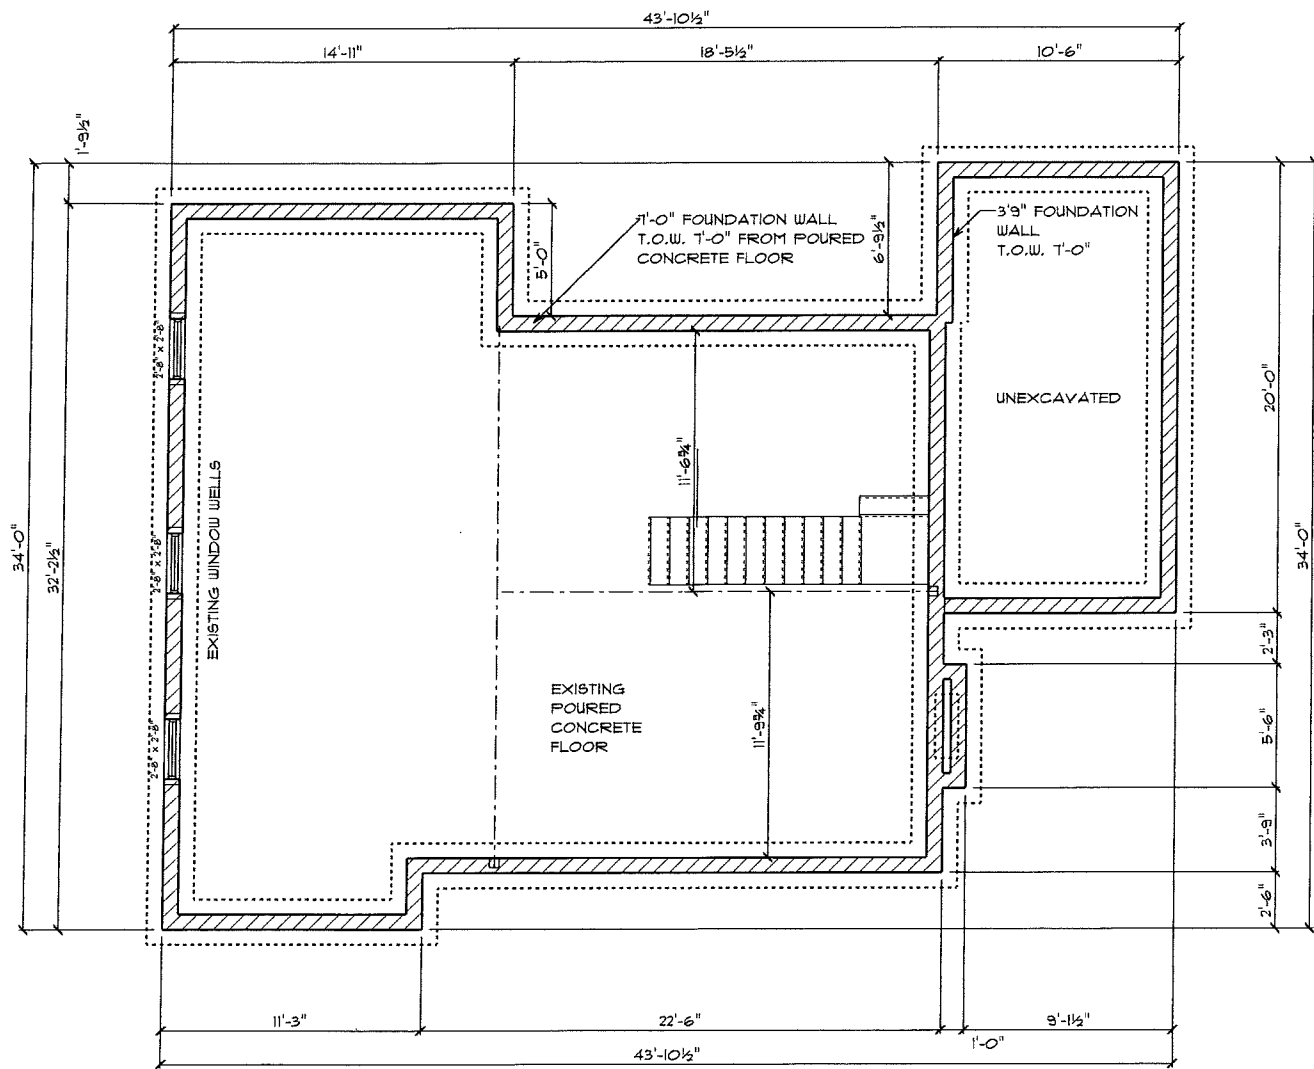 43'-10½"
14'-11"
18'-5½"
10'-6"
1'-9½"
7'-0" FOUNDATION WALL
T.O.W. 7'-0" FROM POURED
CONCRETE FLOOR
5'-0"
6'-9½"
3'9" FOUNDATION
WALL
T.O.W. 7'-0"
2'-8" x 2'-8"
UNEXCAVATED
20'-0"
11'-6¾"
EXISTING WINDOW WELLS
34'-0"
32'-2½"
2'-8" x 2'-8"
34'-0"
2'-3"
EXISTING
POURED
CONCRETE
FLOOR
11'-9¾"
2'-8" x 2'-8"
5'-6"
3'-9"
2'-6"
11'-3"
22'-6"
1'-0"
9'-1½"
43'-10½"